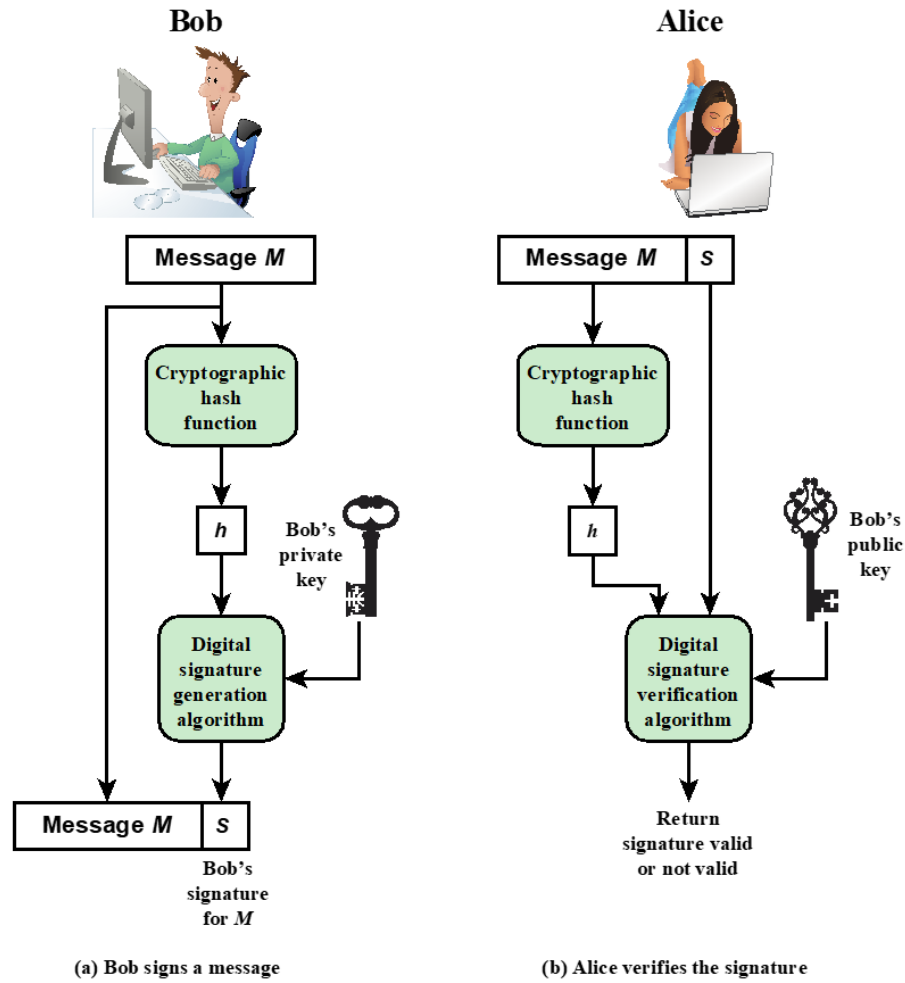 Bob
Message M
Cryptographic
hash
function
h
Bob's
private
key
Digital
signature
generation
algorithm
Message M S
Bob's
signature
for M
(a) Bob signs a message
Alice
Message M S
Cryptographic
hash
function
h
Bob's
public
key
Digital
signature
verification
algorithm
Return
signature valid
or not valid
(b) Alice verifies the signature